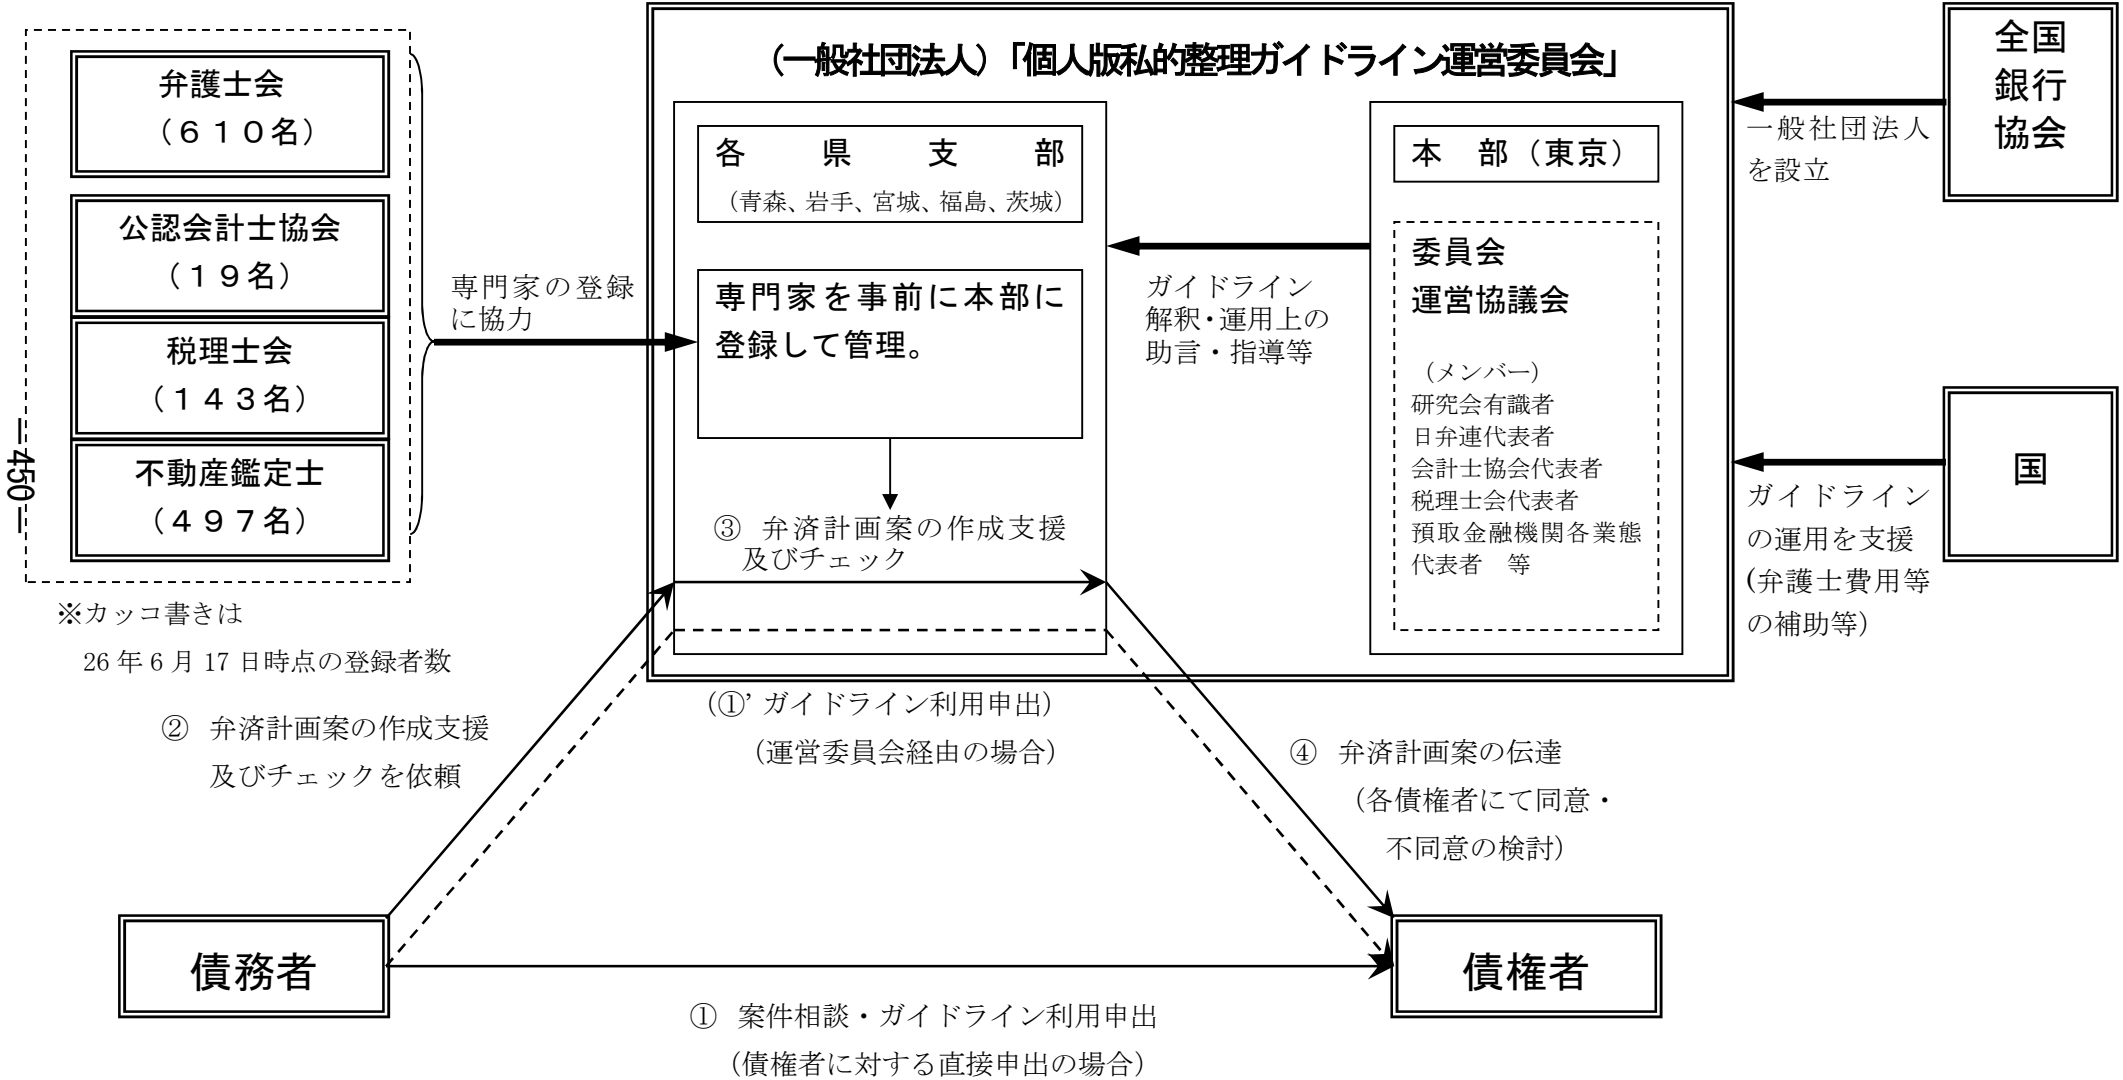 (一般社団法人)「個人版私的整理ガイドライン運営委員会」
弁護士会
(610名)
公認会計士協会
(19名)
税理士会
(143名)
不動産鑑定士
(497名)
※カッコ書きは
26年6月17日時点の登録者数
―450―
専門家の登録
に協力
各県支部
(青森、岩手、宮城、福島、茨城)
専門家を事前に本部に
登録して管理。
③ 弁済計画案の作成支援
及びチェック
ガイドライン
解釈・運用上の
助言・指導等
本 部(東京)
委員会
運営協議会
(メンバー)
研究会有識者
日弁連代表者
会計士協会代表者
税理士会代表者
預取金融機関各業態
代表者 等
全国
銀行
協会
一般社団法人
を設立
国
ガイドライン
の運用を支援
(弁護士費用等
の補助等)
② 弁済計画案の作成支援
及びチェックを依頼
(①’ ガイドライン利用申出)
(運営委員会経由の場合)
④ 弁済計画案の伝達
(各債権者にて同意・
不同意の検討)
債務者
債権者
① 案件相談・ガイドライン利用申出
(債権者に対する直接申出の場合)